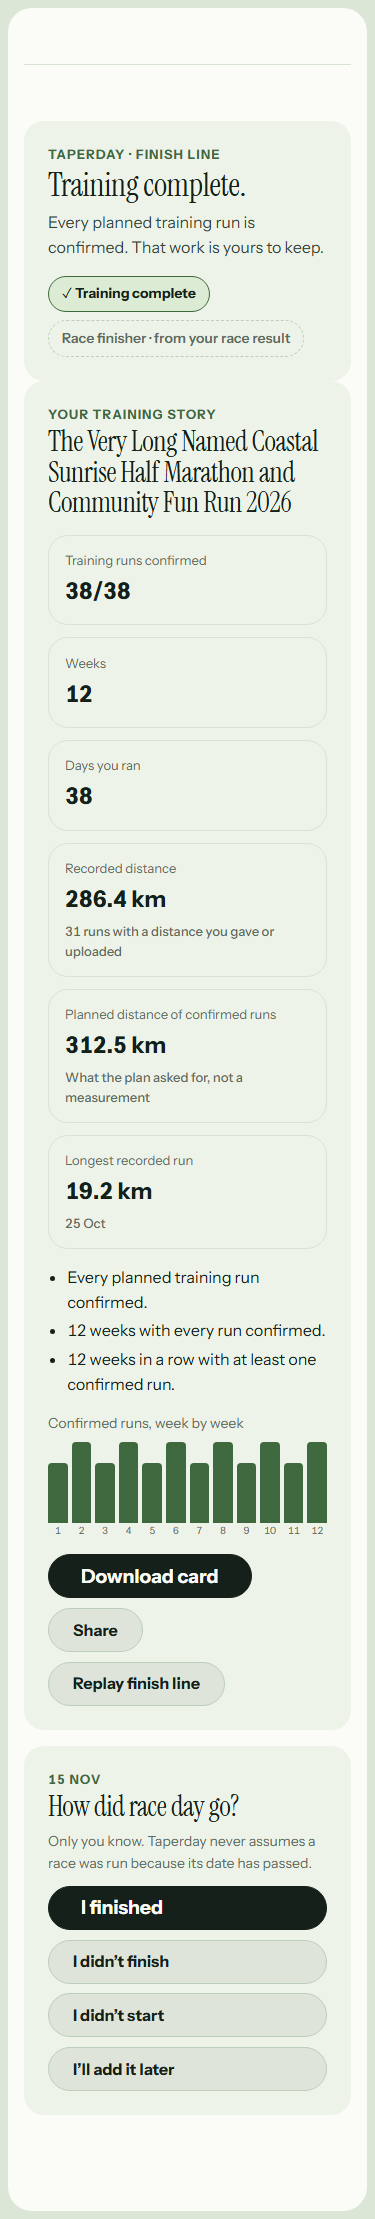 TAPERDAY · FINISH LINE
Training complete.
Every planned training run is
confirmed. That work is yours to keep.
✓ Training complete
Race finisher · from your race result
YOUR TRAINING STORY
The Very Long Named Coastal
Sunrise Half Marathon and
Community Fun Run 2026
Training runs confirmed
38/38
Weeks
12
Days you ran
38
Recorded distance
286.4 km
31 runs with a distance you gave or
uploaded
Planned distance of confirmed runs
312.5 km
What the plan asked for, not a
measurement
Longest recorded run
19.2 km
25 Oct
• Every planned training run
confirmed.
• 12 weeks with every run confirmed.
• 12 weeks in a row with at least one
confirmed run.
Confirmed runs, week by week
1 2 3 4 5 6 7 8 9 10 11 12
Download card
Share
Replay finish line
15 NOV
How did race day go?
Only you know. Taperday never assumes a
race was run because its date has passed.
I finished
I didn’t finish
I didn’t start
I’ll add it later